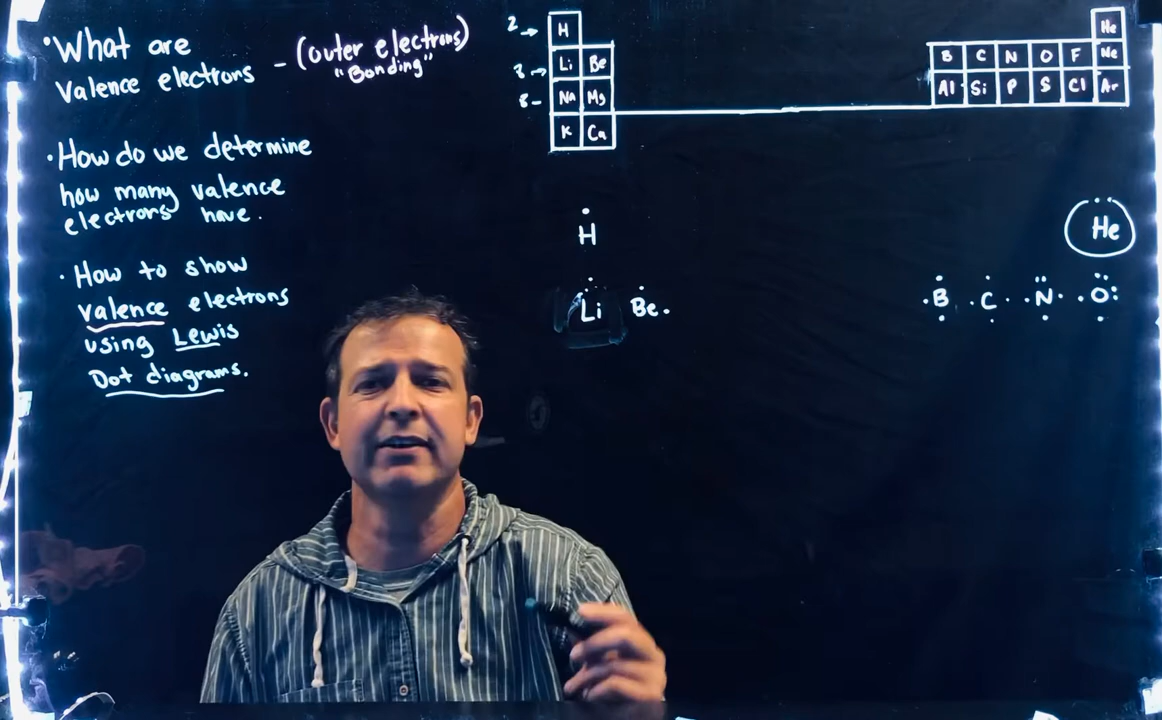 • What are
Valence electrons - (outer electrons)
"Bonding"
• How do we determine
how many valence
electrons have.
• How to show
valence electrons
using Lewis
Dot diagrams.
2 → H He
8 → Li Be B C N O F Ne
8 - Na Mg Al Si P S Cl Ar
K Ca
H He
Li Be B C N O